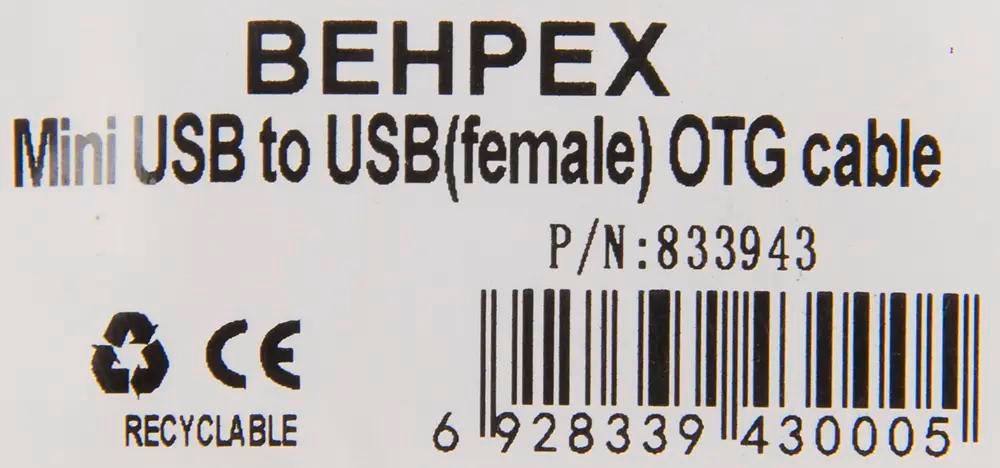 BEHPEX
Mini USB to USB(female) OTG cable
P/N:833943
CE
RECYCLABLE
6 928339 430005